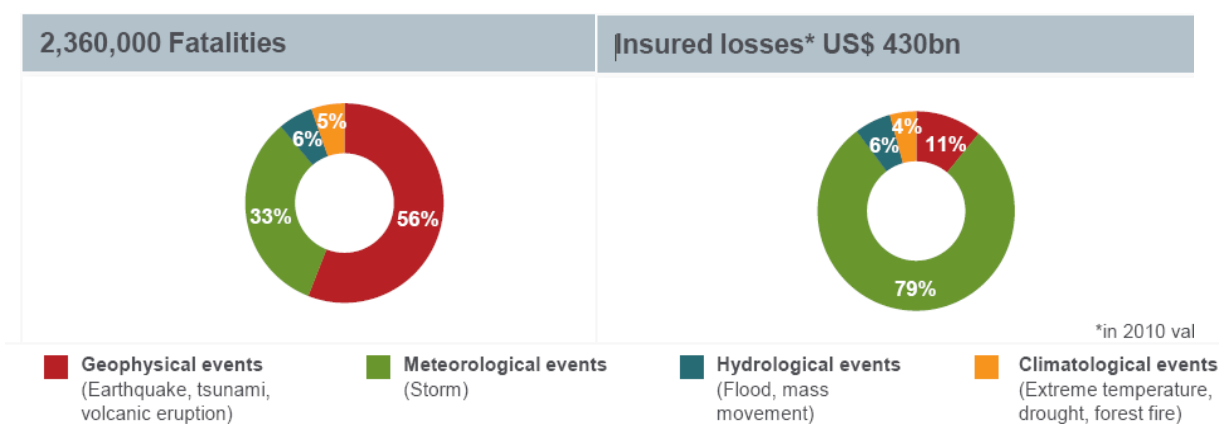 2,360,000 Fatalities
Insured losses* US$ 430bn
5%
6%
33%
56%
4%
6%
11%
79%
*in 2010 val
Geophysical events
(Earthquake, tsunami,
volcanic eruption)
Meteorological events
(Storm)
Hydrological events
(Flood, mass
movement)
Climatological events
(Extreme temperature,
drought, forest fire)